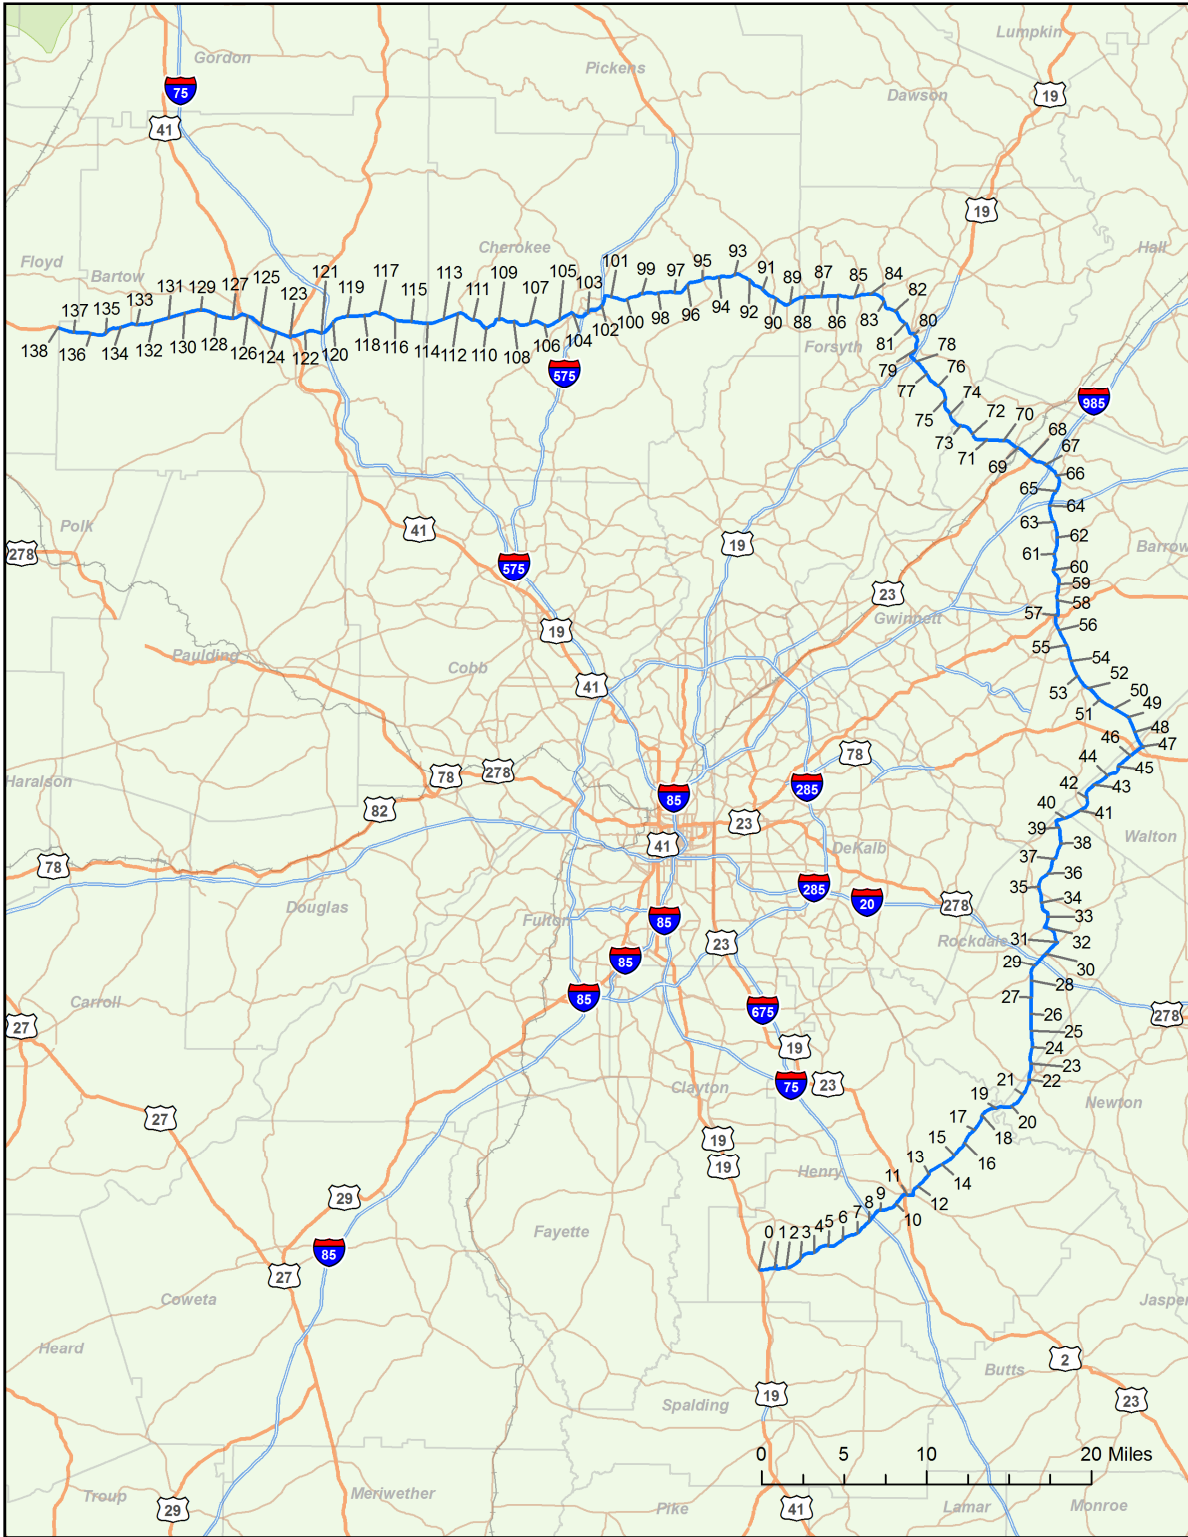 Lumpkin
Gordon
Pickens
75
Dawson
19
41
19
Hall
Cherokee
Floyd
Bartow
101
93
99 97 95 91
105 103
121 117 113 109 107 89 87 85 84
137 135 133 131 129 127 125 123 119 115 111
82
94 92 90 88 86 83 80
102 100 98 96
138 136 134 132 130 128 126 124 122 120 118 116 114 112 110 108 106 104
Forsyth
81 78
79 76
77 74
575
985
75 72 70
73 71 69 68
67
66
65
64
63
62
61
60
59
58
57
56
55
54
53
52
51
50
49
48
47
46
45
44
43
42
41
40
39
38
37
36
35
34
33
32
31
30
29
28
27
26
25
24
23
22
21
20
19
18
17
16
15
14
13
12
11
10
9
8
7
6
5
4
3
2
1
0
Polk
41
278
19
Barrow
575
23
Gwinnett
19
Paulding
Cobb
41
78
Haralson
78
278
285
85
82
23
41
Walton
DeKalb
78
285
20
278
Douglas
Fulton
85
23
Rockdale
85
85
Carroll
675
278
27
19
75
23
Clayton
Newton
27
19
19
Henry
29
Fayette
85
27
Coweta
Jasper
Heard
2
Butts
19
23
Spalding
0 5 10 20 Miles
Troup
29
Meriwether
Pike
41
Lamar
Monroe